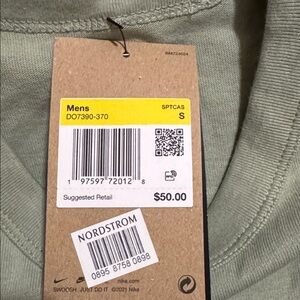 Mens
SPTCAS
DO7390-370
S
1 97597 72012 8
Suggested Retail
$50.00
NORDSTROM
0895 8758 0898
nike.com
SWOOSH JUST DO IT ©2021 Nike